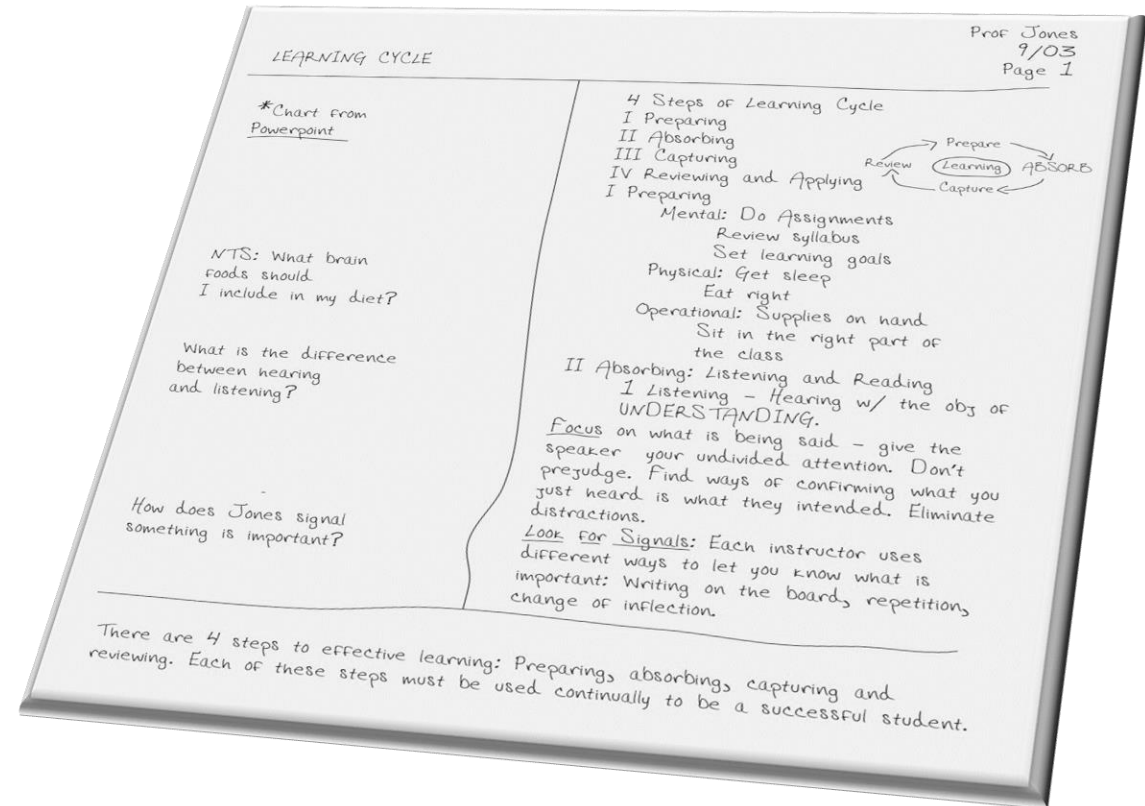 LEARNING CYCLE
Prof Jones
9/03
Page 1
*Chart from
Powerpoint
NTS: What brain
foods should
I include in my diet?
What is the difference
between hearing
and listening?
How does Jones signal
something is important?
4 Steps of Learning Cycle
I Preparing
II Absorbing
III Capturing
IV Reviewing and Applying
Prepare
Review Learning ABSORB
Capture
I Preparing
Mental: Do Assignments
Review syllabus
Set learning goals
Physical: Get sleep
Eat right
Operational: Supplies on hand
Sit in the right part of
the class
II Absorbing: Listening and Reading
1 Listening – Hearing w/ the obj of
UNDERSTANDING.
Focus on what is being said – give the
speaker your undivided attention. Don't
prejudge. Find ways of confirming what you
just heard is what they intended. Eliminate
distractions.
Look for Signals: Each instructor uses
different ways to let you know what is
important: Writing on the board, repetition,
change of inflection.
There are 4 steps to effective learning: Preparing, absorbing, capturing and
reviewing. Each of these steps must be used continually to be a successful student.